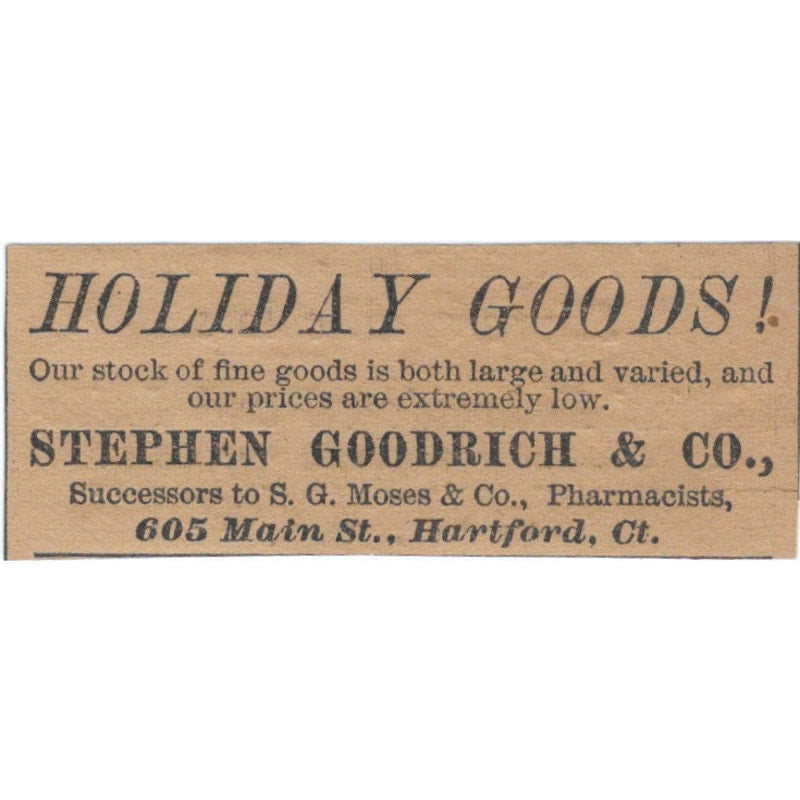 HOLIDAY GOODS!
Our stock of fine goods is both large and varied, and
our prices are extremely low.
STEPHEN GOODRICH & CO.,
Successors to S. G. Moses & Co., Pharmacists,
605 Main St., Hartford, Ct.